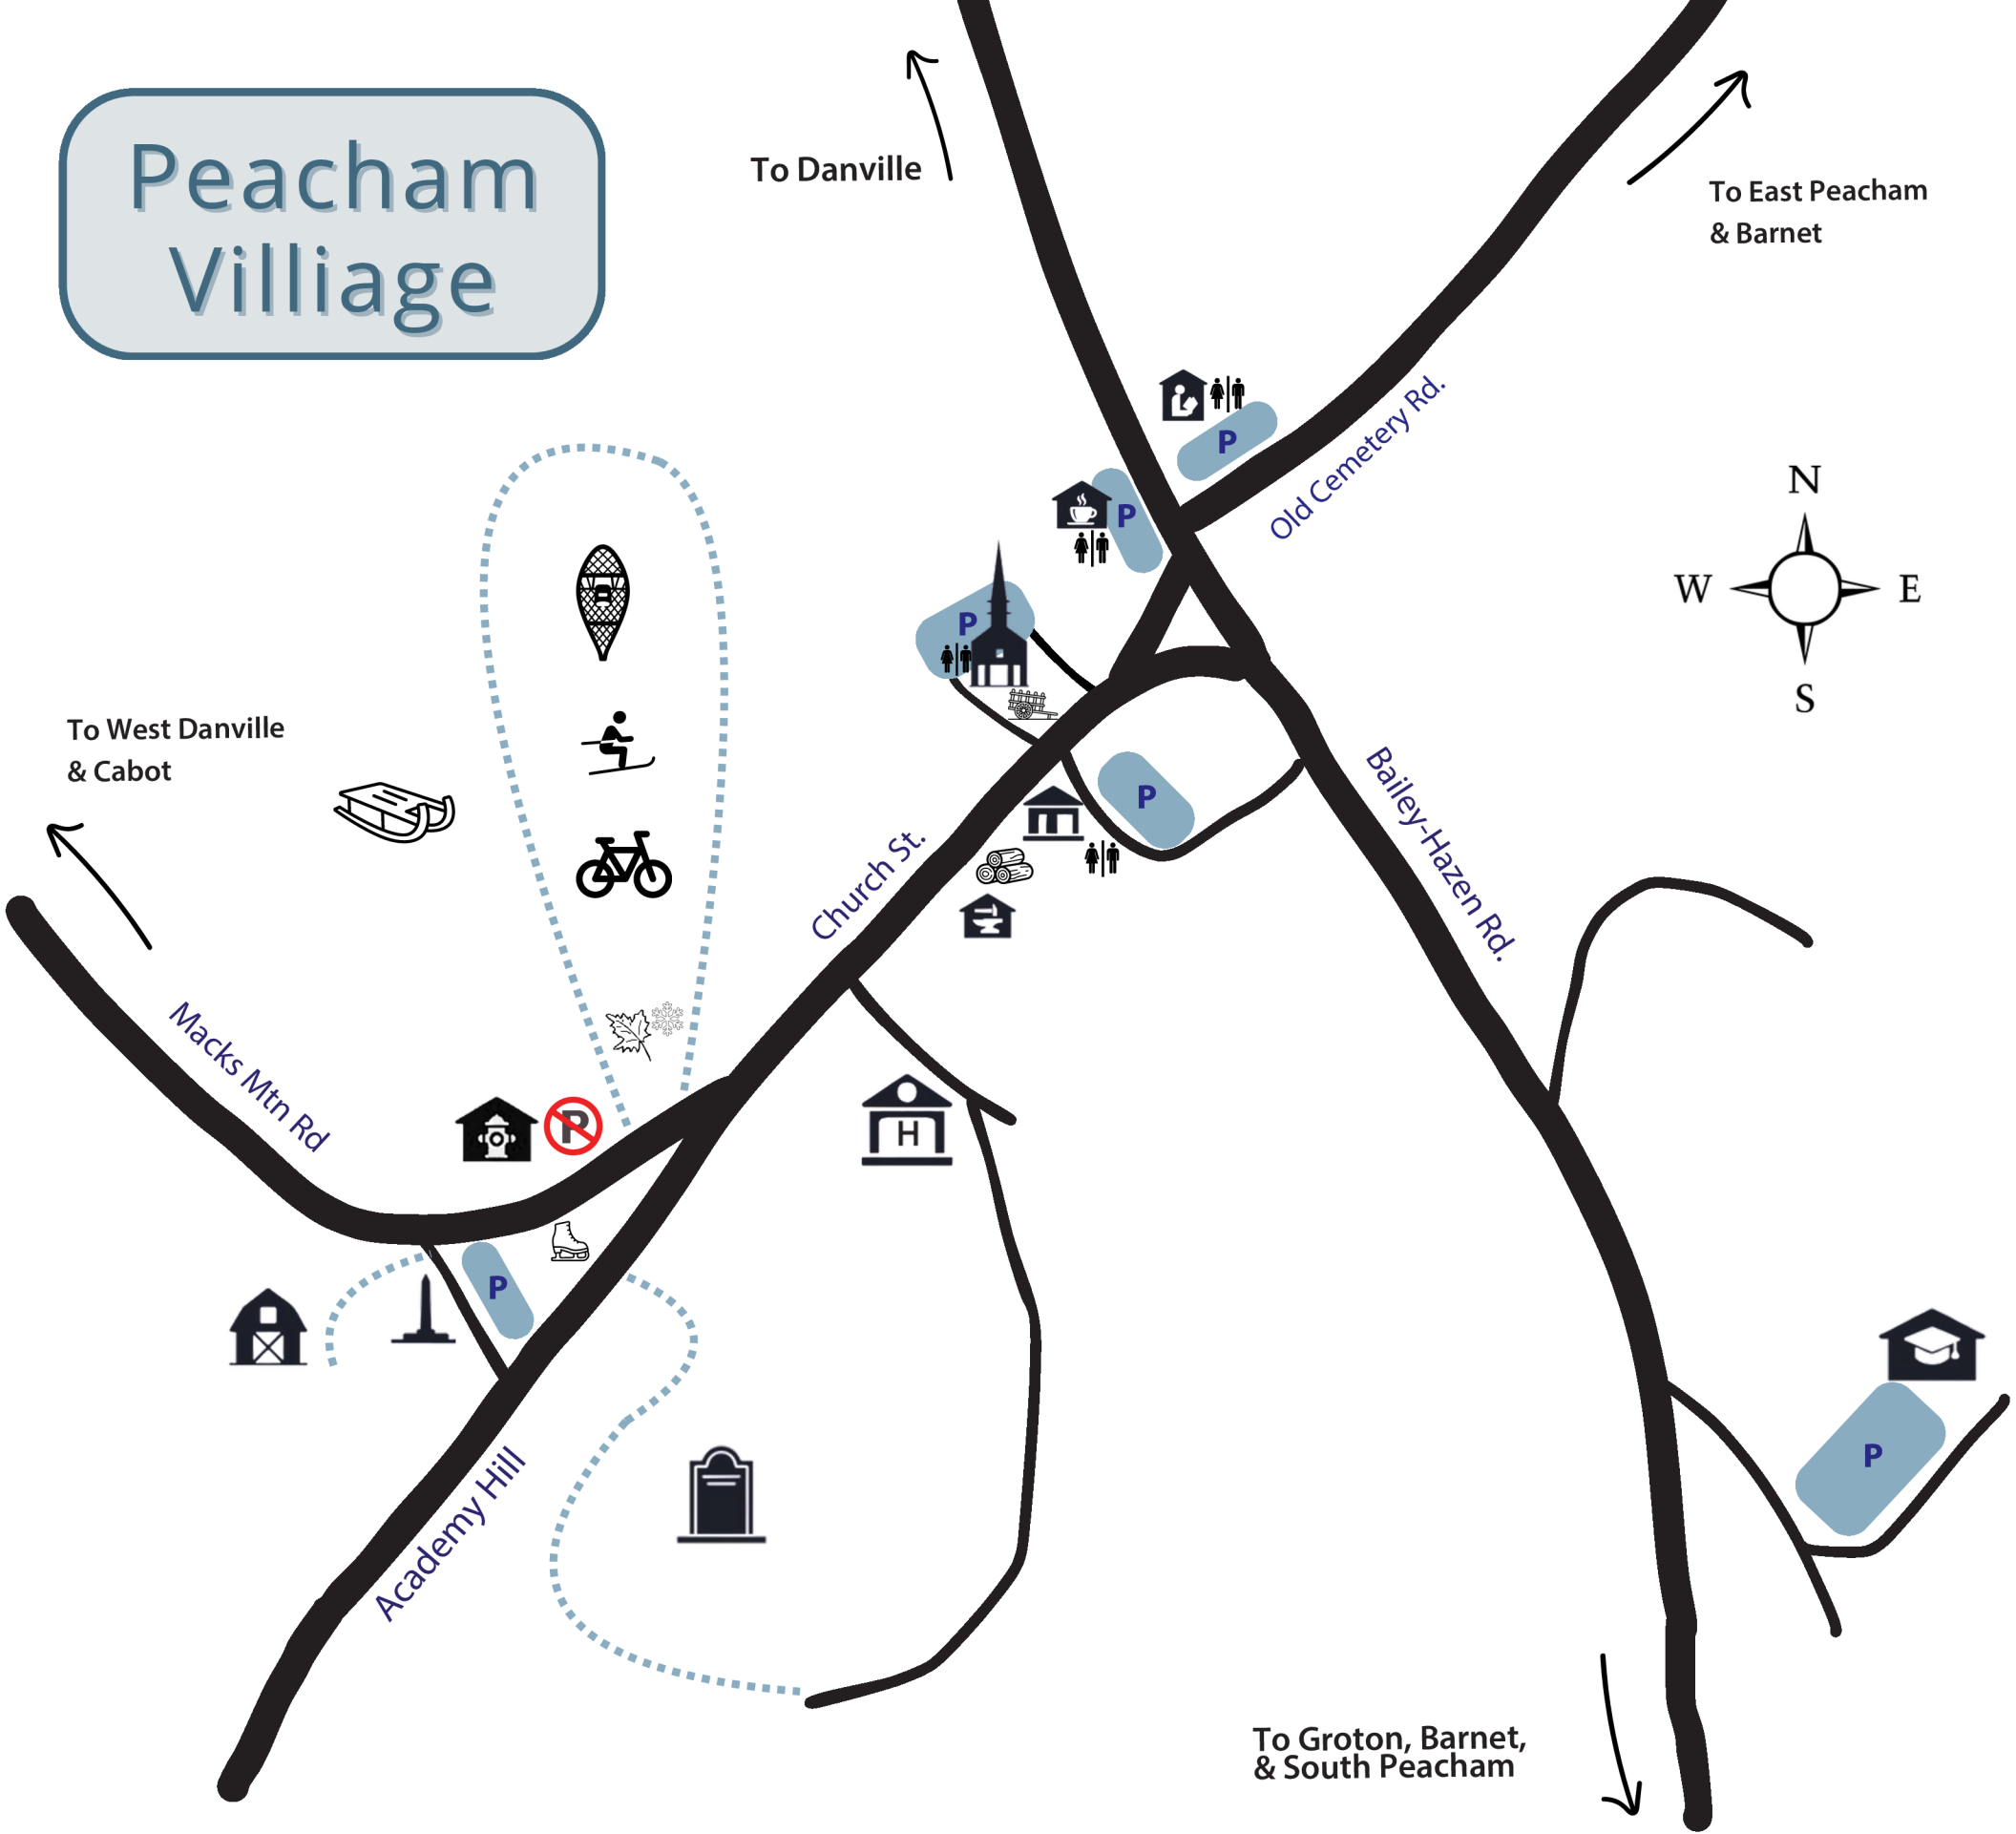 Peacham
Villiage
To Danville
To East Peacham
& Barnet
P
Old Cemetery Rd.
P
N
W
E
S
P
To West Danville
& Cabot
P
Bailey-Hazen Rd.
Church St.
Macks Mtn Rd
P
H
P
P
Academy Hill
To Groton, Barnet,
& South Peacham